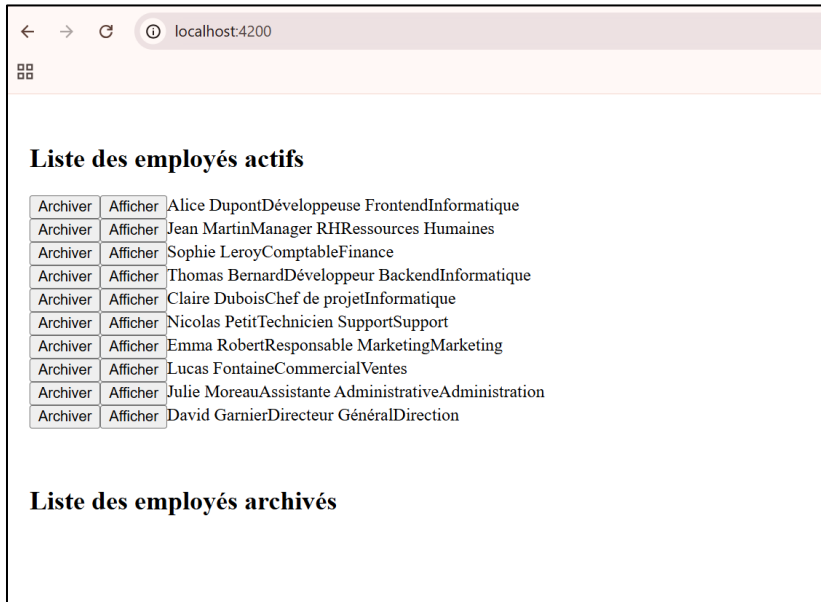 localhost:4200
Liste des employés actifs
Archiver Afficher Alice DupontDéveloppeuse FrontendInformatique
Archiver Afficher Jean MartinManager RHRessources Humaines
Archiver Afficher Sophie LeroyComptableFinance
Archiver Afficher Thomas BernardDéveloppeur BackendInformatique
Archiver Afficher Claire DuboisChef de projetInformatique
Archiver Afficher Nicolas PetitTechnicien SupportSupport
Archiver Afficher Emma RobertResponsable MarketingMarketing
Archiver Afficher Lucas FontaineCommercialVentes
Archiver Afficher Julie MoreauAssistante AdministrativeAdministration
Archiver Afficher David GarnierDirecteur GénéralDirection
Liste des employés archivés